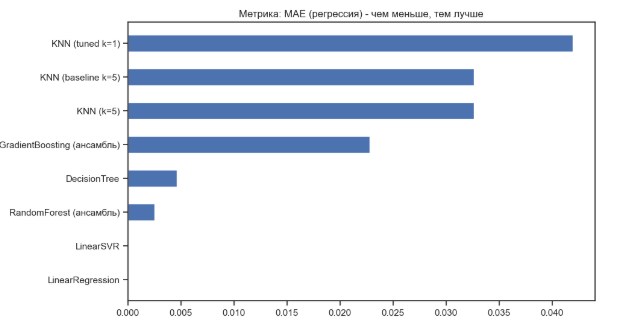 Метрика: MAE (регрессия) - чем меньше, тем лучше
KNN (tuned k=1)
KNN (baseline k=5)
KNN (k=5)
GradientBoosting (ансамбль)
DecisionTree
RandomForest (ансамбль)
LinearSVR
LinearRegression
0.000 0.005 0.010 0.015 0.020 0.025 0.030 0.035 0.040